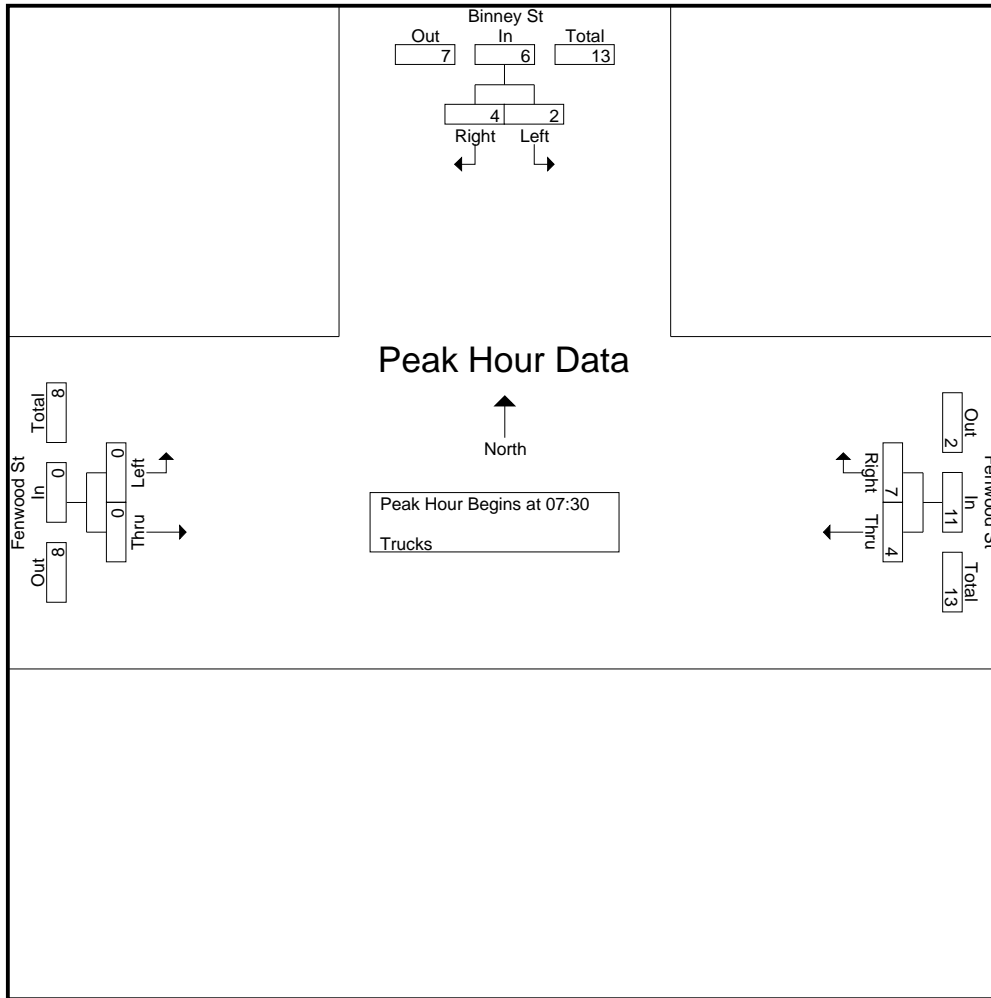 Binney St
Out In Total
7 6 13
4 2
Right Left
Peak Hour Data
North
Peak Hour Begins at 07:30
Trucks
Fenwood St
Total In Out
8 0 8
0 0
Left Thru
Fenwood St
Out In Total
2 11 13
7 4
Right Thru